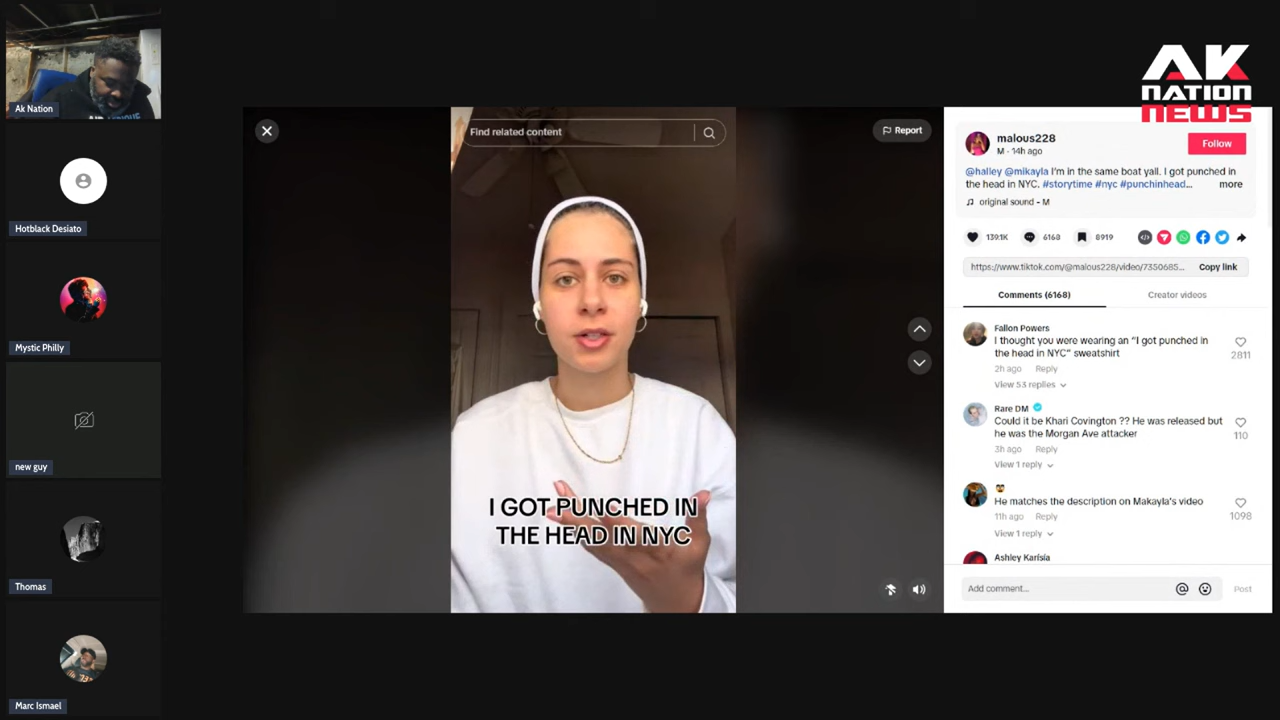 Ak Nation
Hotblack Desiato
Mystic Philly
new guy
Thomas
Marc Ismael
Find related content
Report
I GOT PUNCHED IN
THE HEAD IN NYC
AK
NATION
NEWS
malous228
M · 14h ago
Follow
@halley @mikayla I'm in the same boat yall. I got punched in
the head in NYC. #storytime #nyc #punchinhead... more
original sound - M
139.1K
6168
8919
https://www.tiktok.com/@malous228/video/7350685...
Copy link
Comments (6168)
Creator videos
Fallon Powers
I thought you were wearing an "I got punched in
the head in NYC" sweatshirt
2811
2h ago Reply
View 53 replies
Rare DM
Could it be Khari Covington ?? He was released but
he was the Morgan Ave attacker
110
3h ago Reply
View 1 reply
He matches the description on Makayla's video
1098
11h ago Reply
View 1 reply
Ashley Karisia
Add comment...
Post